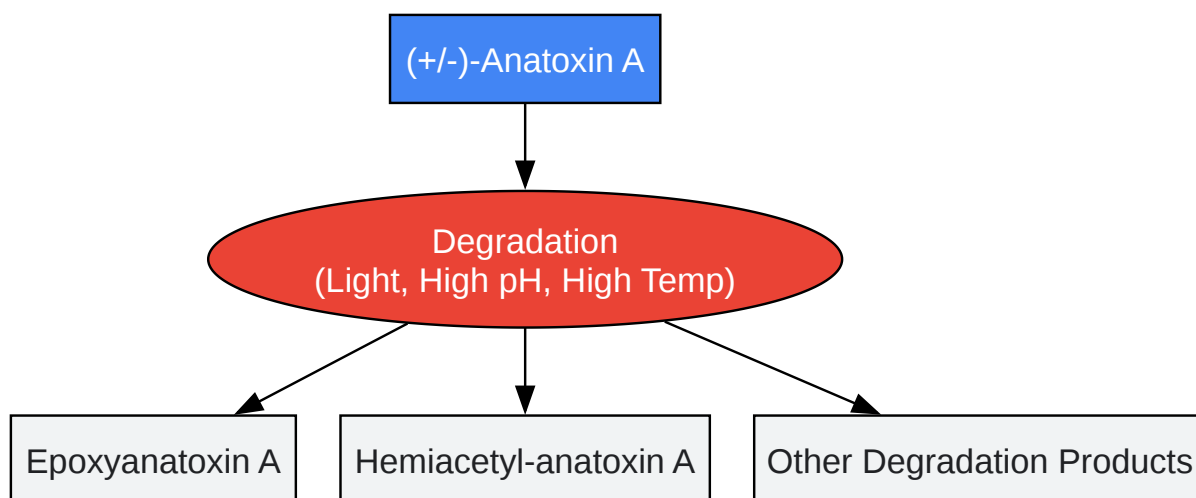 (+/-)-Anatoxin A
Degradation
(Light, High pH, High Temp)
Epoxyanatoxin A
Hemiacetyl-anatoxin A
Other Degradation Products